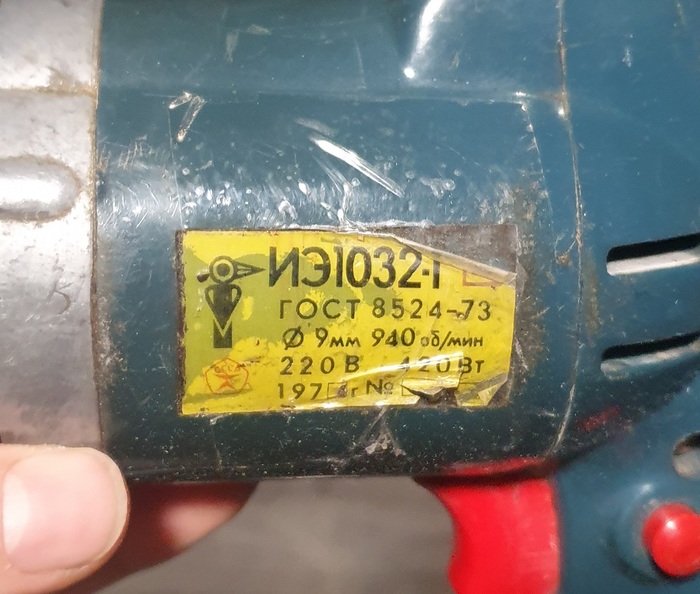 ИЭ1032-1
ГОСТ 8524-73
Ø 9мм 940 об/мин
220 В 420 Вт
197 г №